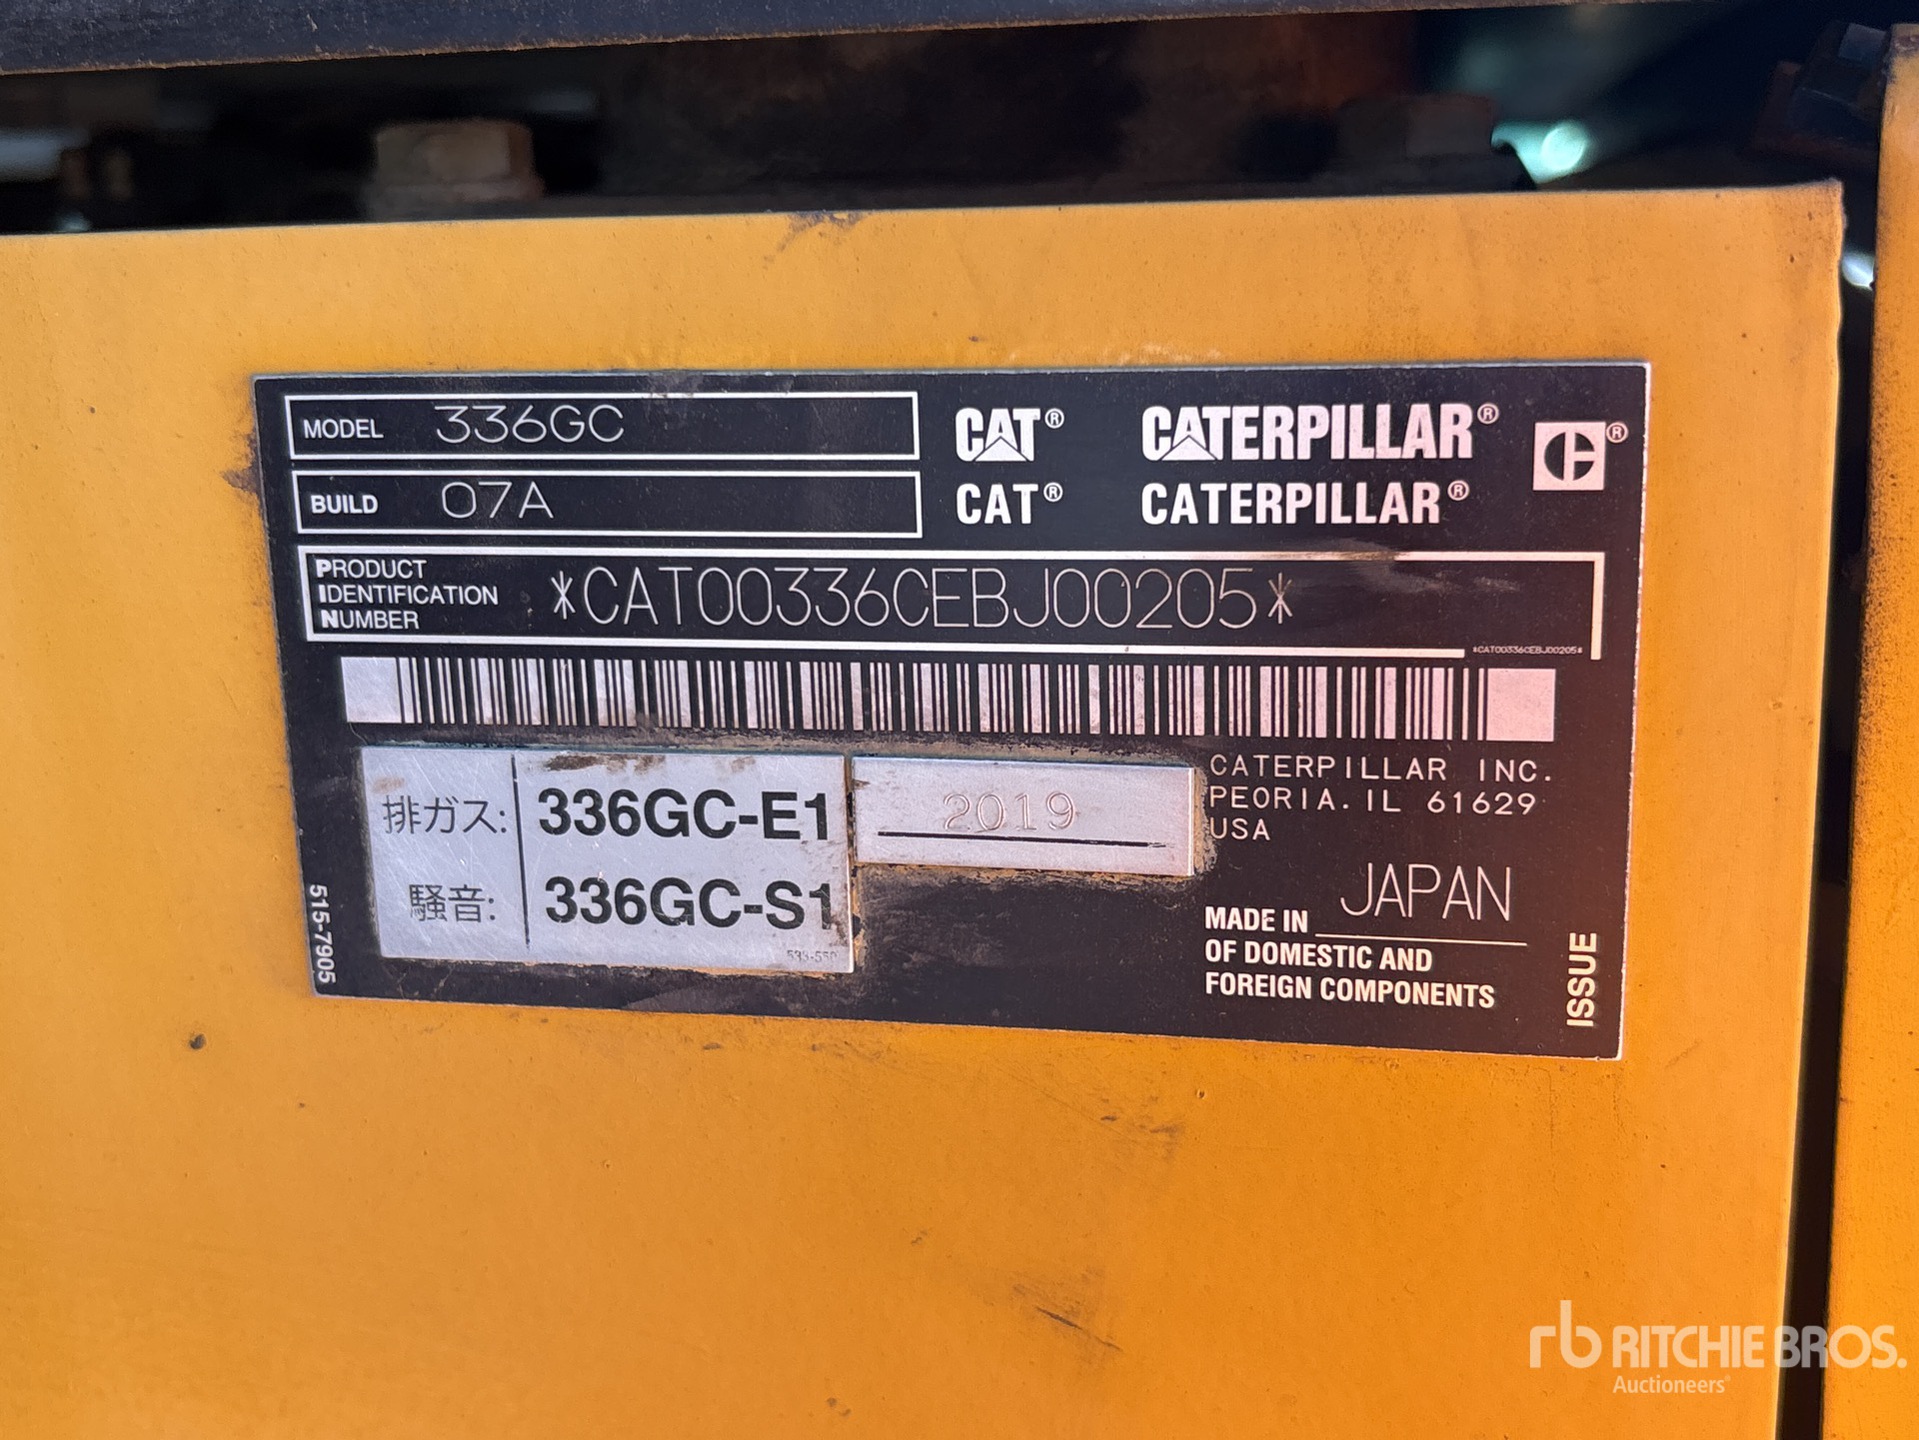 MODEL 336GC
BUILD 07A
CAT® CATERPILLAR®
CAT® CATERPILLAR®
®
PRODUCT
IDENTIFICATION
NUMBER
*CAT00336CEBJ00205*
*CAT00336CEBJ00205*
排ガス: 336GC-E1
騒音: 336GC-S1
2019
CATERPILLAR INC.
PEORIA. IL 61629
USA
MADE IN JAPAN
OF DOMESTIC AND
FOREIGN COMPONENTS
515-7905
ISSUE
rb RITCHIE BROS.
Auctioneers